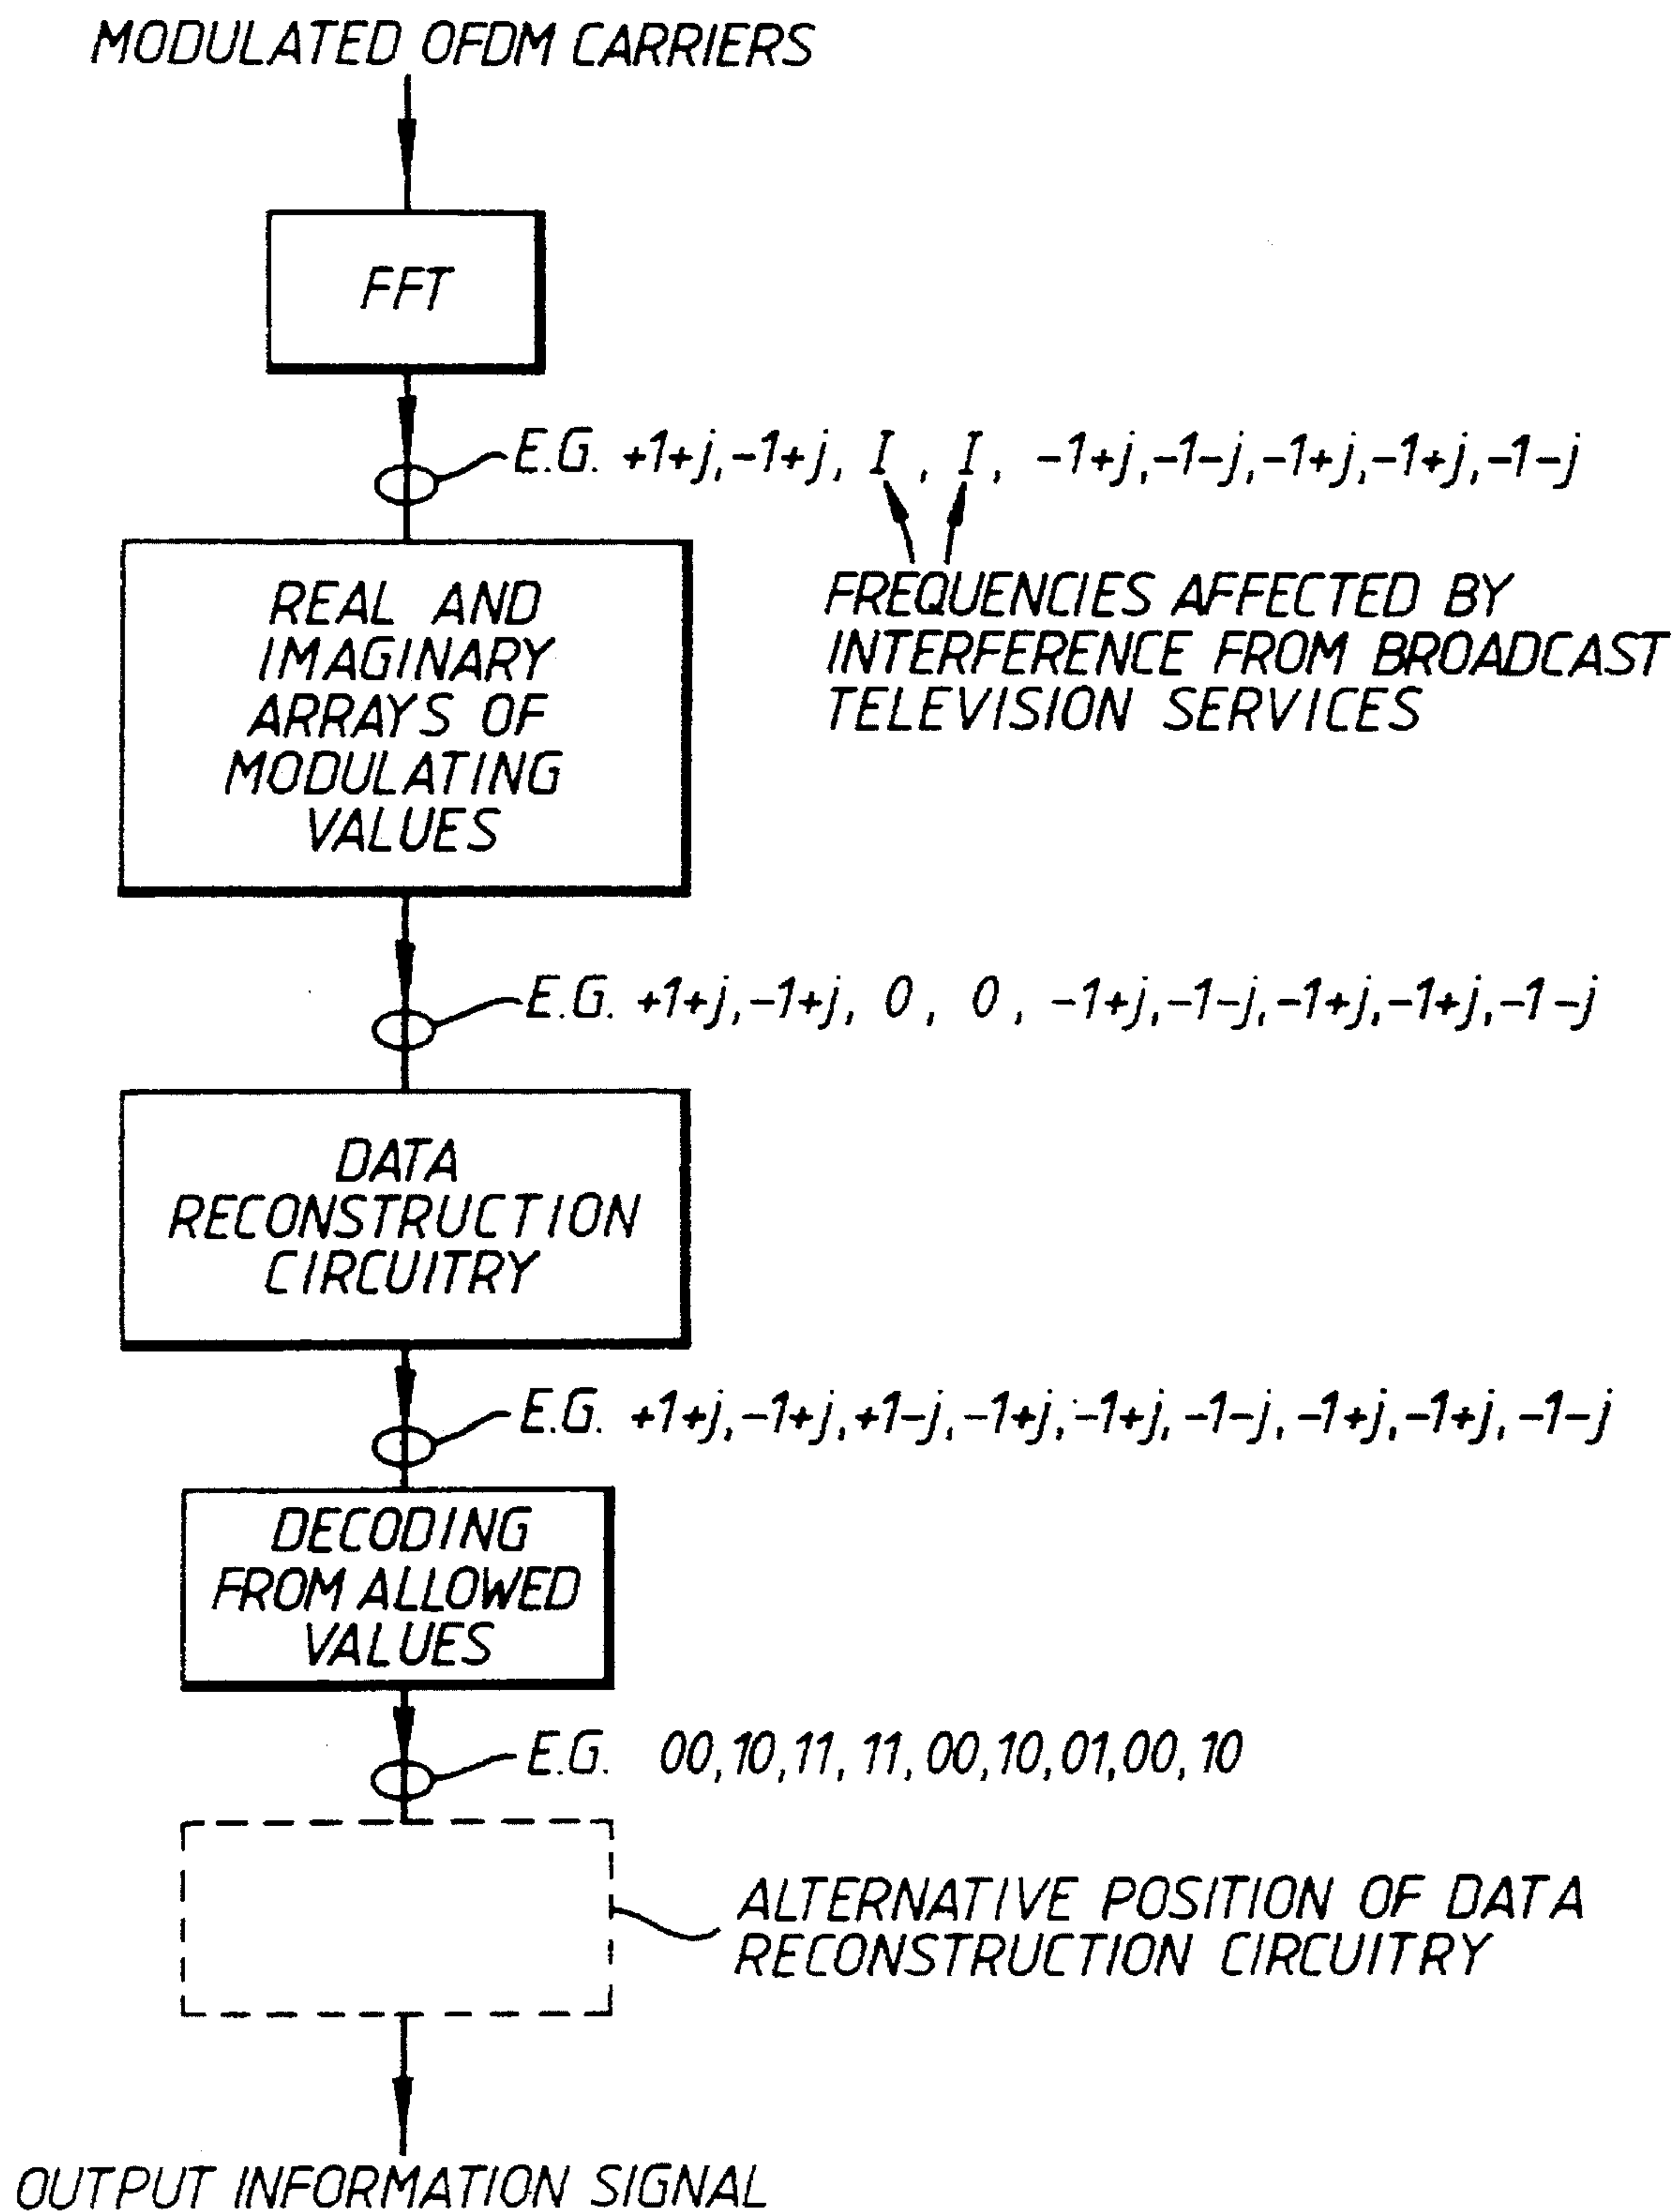 MODULATED OFDM CARRIERS
FFT
E.G. +1+j,-1+j, I , I, -1+j,-1-j,-1+j,-1+j,-1-j
FREQUENCIES AFFECTED BY
INTERFERENCE FROM BROADCAST
TELEVISION SERVICES
REAL AND
IMAGINARY
ARRAYS OF
MODULATING
VALUES
E.G. +1+j,-1+j, 0 , 0 , -1+j,-1-j,-1+j,-1+j,-1-j
DATA
RECONSTRUCTION
CIRCUITRY
E.G. +1+j,-1+j,+1-j,-1+j,-1+j,-1-j,-1+j,-1+j,-1-j
DECODING
FROM ALLOWED
VALUES
E.G. 00,10,11,11,00,10,01,00,10
ALTERNATIVE POSITION OF DATA
RECONSTRUCTION CIRCUITRY
OUTPUT INFORMATION SIGNAL